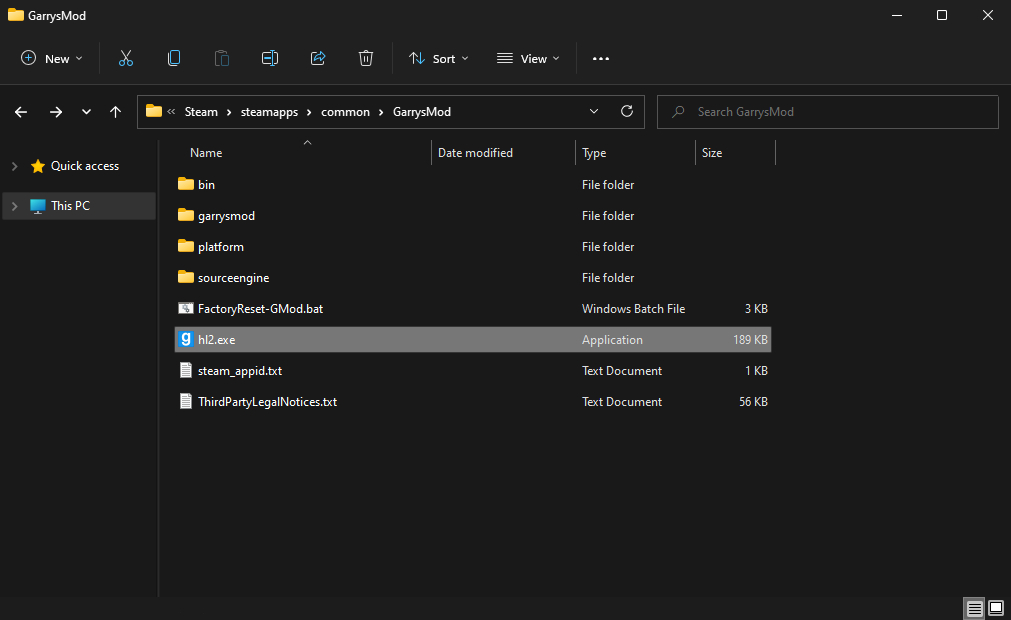 GarrysMod
New Sort View
« Steam > steamapps > common > GarrysMod Search GarrysMod
Name Date modified Type Size
Quick access
This PC
bin File folder
garrysmod File folder
platform File folder
sourceengine File folder
FactoryReset-GMod.bat Windows Batch File 3 KB
g hl2.exe Application 189 KB
steam_appid.txt Text Document 1 KB
ThirdPartyLegalNotices.txt Text Document 56 KB